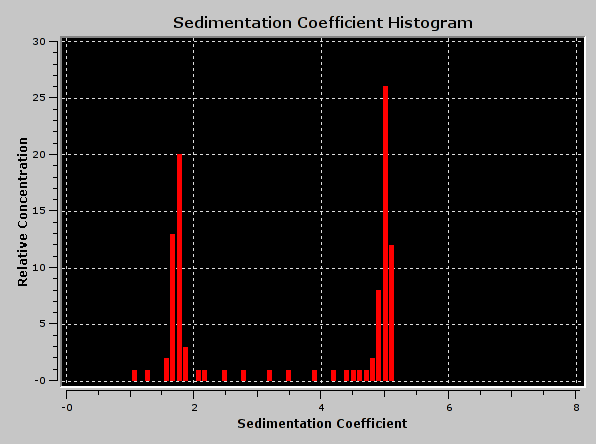 Sedimentation Coefficient Histogram
30
25
20
15
10
5
-0
Relative Concentration
-0 2 4 6 8
Sedimentation Coefficient